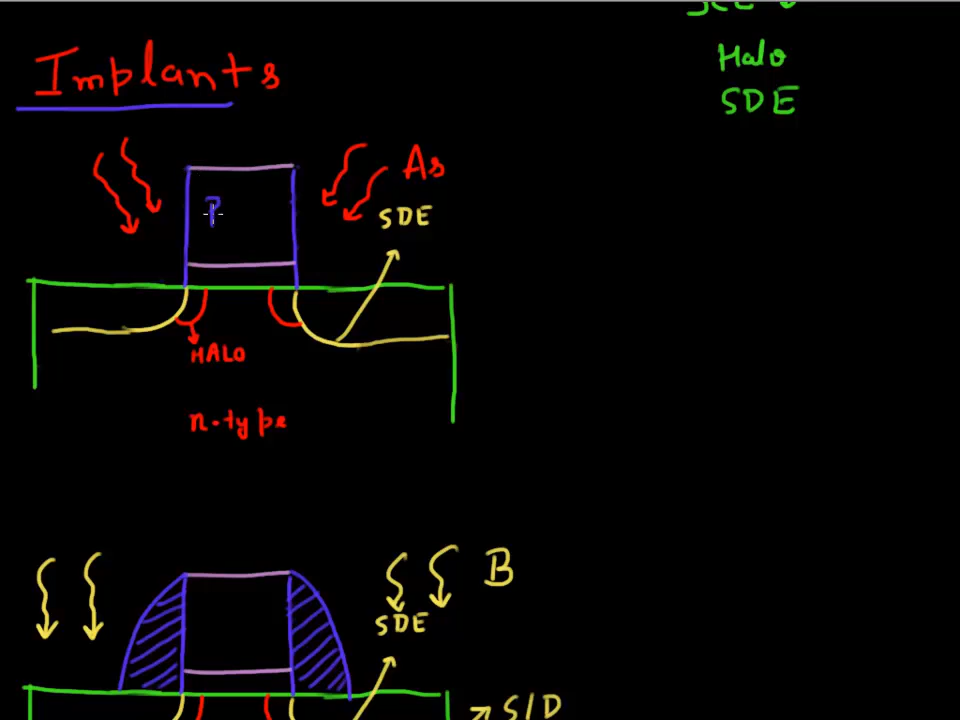 Halo
SDE
Implants
As
P
SDE
HALO
n-type
B
SDE
S/D